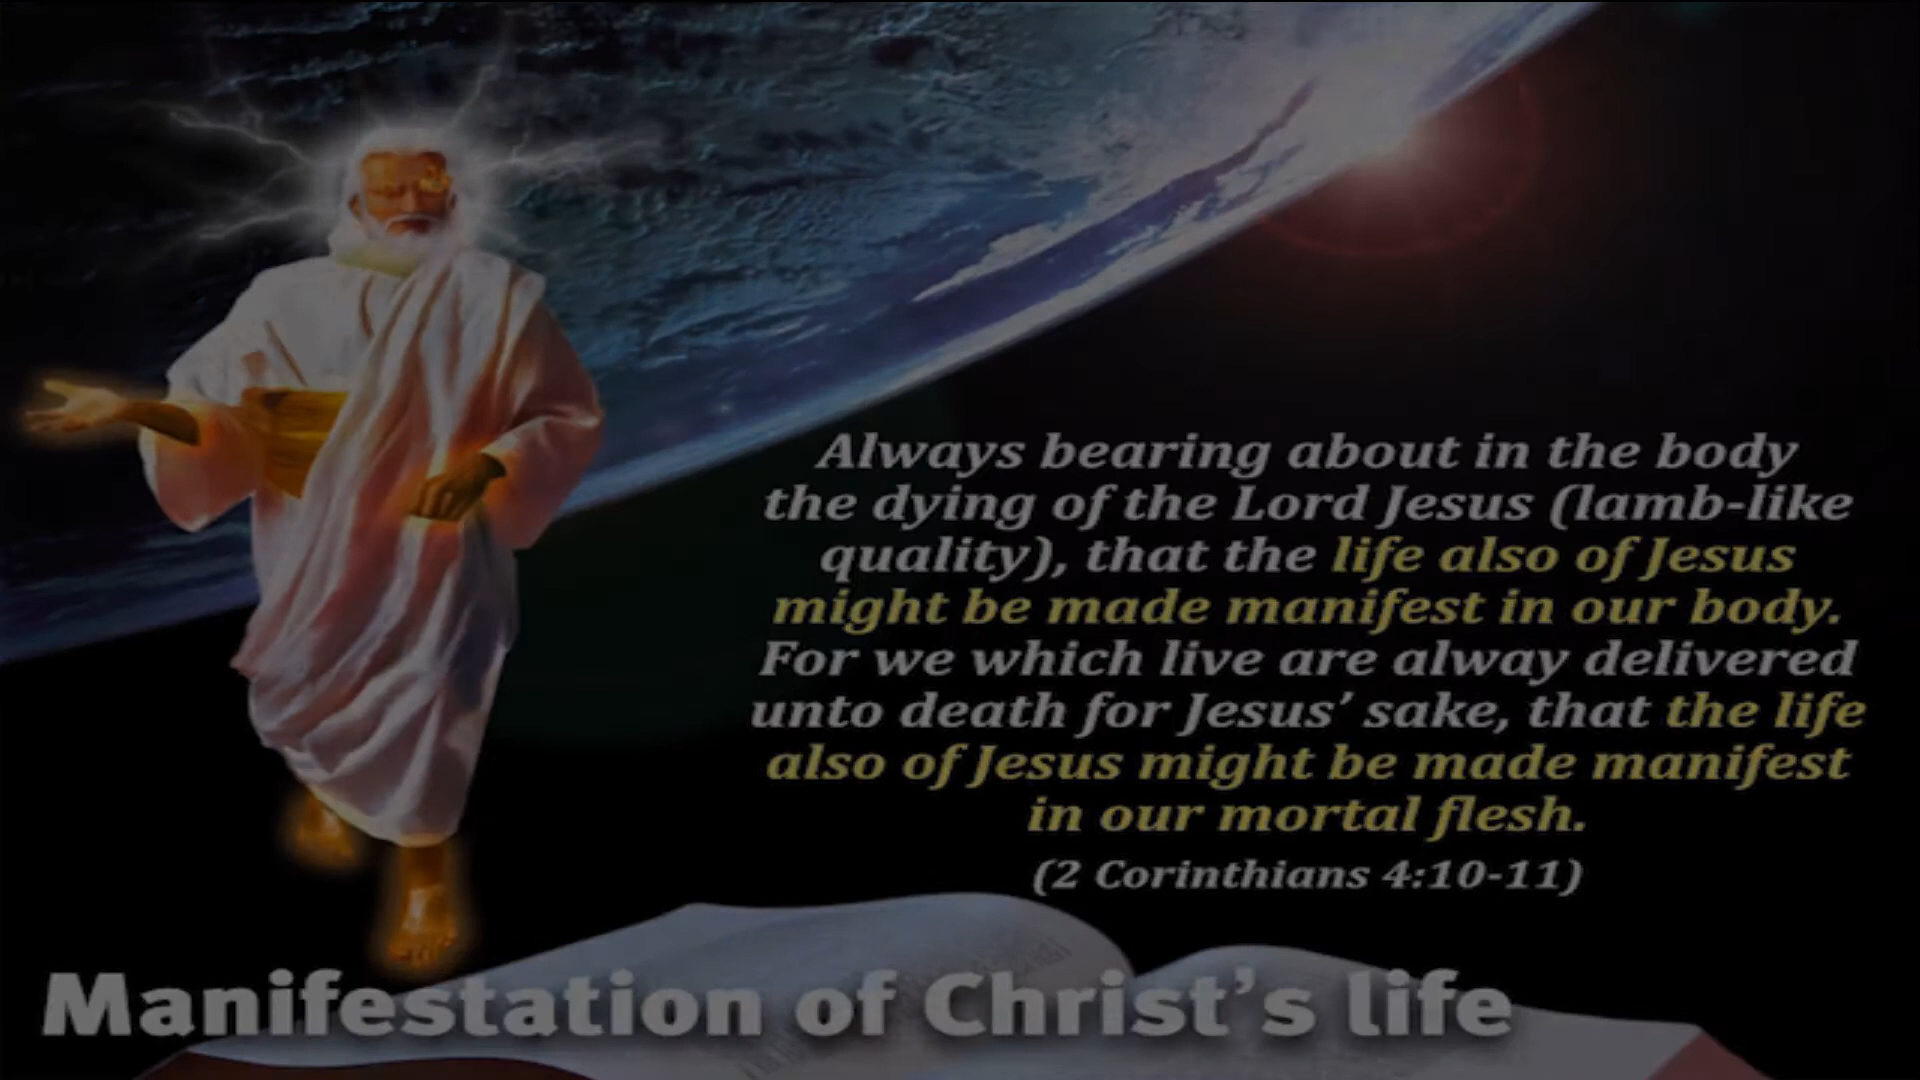 Always bearing about in the body
the dying of the Lord Jesus (lamb-like
quality), that the life also of Jesus
might be made manifest in our body.
For we which live are alway delivered
unto death for Jesus’ sake, that the life
also of Jesus might be made manifest
in our mortal flesh.
(2 Corinthians 4:10-11)
Manifestation of Christ’s life